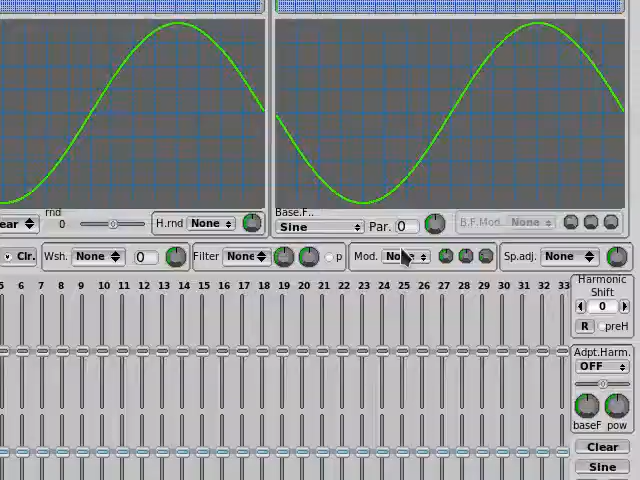 rnd
ear 0 H.rnd None
Base.F..
Sine Par. 0 B.F.Mod. None
Clr. Wsh. None 0 Filter None p Mod. None Sp.adj. None
5 6 7 8 9 10 11 12 13 14 15 16 17 18 19 20 21 22 23 24 25 26 27 28 29 30 31 32 33
Harmonic
Shift
0
R preH
Adpt.Harm.
OFF
baseF pow
Clear
Sine